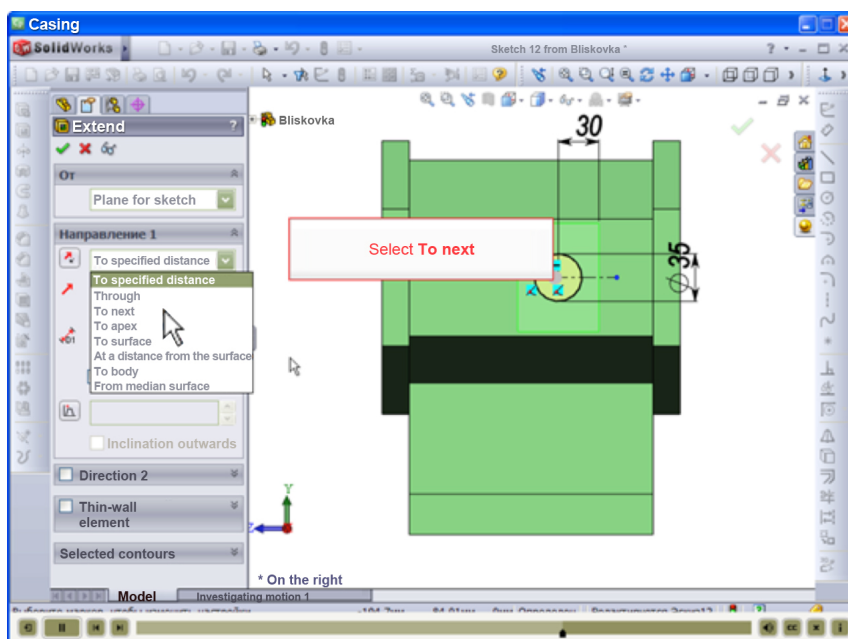 Casing
SolidWorks
Sketch 12 from Bliskovka *
?
Extend
?
Bliskovka
От
Plane for sketch
Направление 1
To specified distance
To specified distance
Through
To next
To apex
To surface
At a distance from the surface
To body
From median surface
D1
Inclination outwards
Direction 2
Thin-wall
element
Selected contours
Select To next
30
Ø35
Y
Z
* On the right
Model
Investigating motion 1
CC